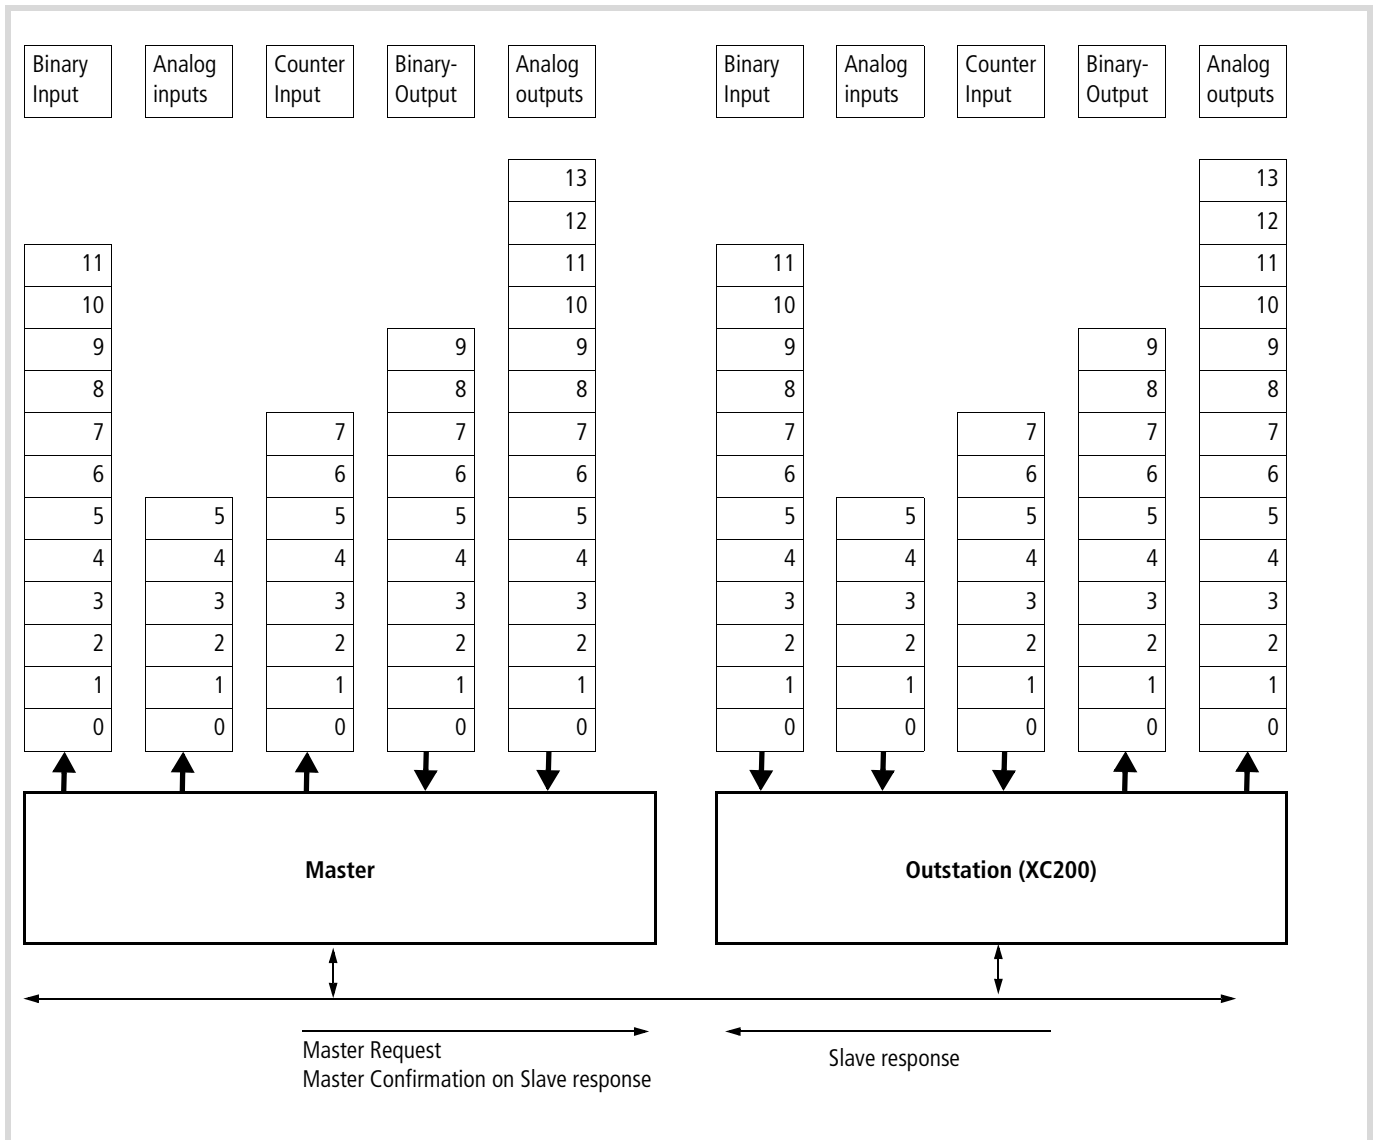 Binary Input
Analog inputs
Counter Input
Binary-Output
Analog outputs
Binary Input
Analog inputs
Counter Input
Binary-Output
Analog outputs
13 13
12 12
11 11 11 11
10 10 10 10
9 9 9 9 9 9
8 8 8 8 8 8
7 7 7 7 7 7 7 7
6 6 6 6 6 6 6 6
5 5 5 5 5 5 5 5 5 5
4 4 4 4 4 4 4 4 4 4
3 3 3 3 3 3 3 3 3 3
2 2 2 2 2 2 2 2 2 2
1 1 1 1 1 1 1 1 1 1
0 0 0 0 0 0 0 0 0 0
Master
Outstation (XC200)
Master Request
Master Confirmation on Slave response
Slave response